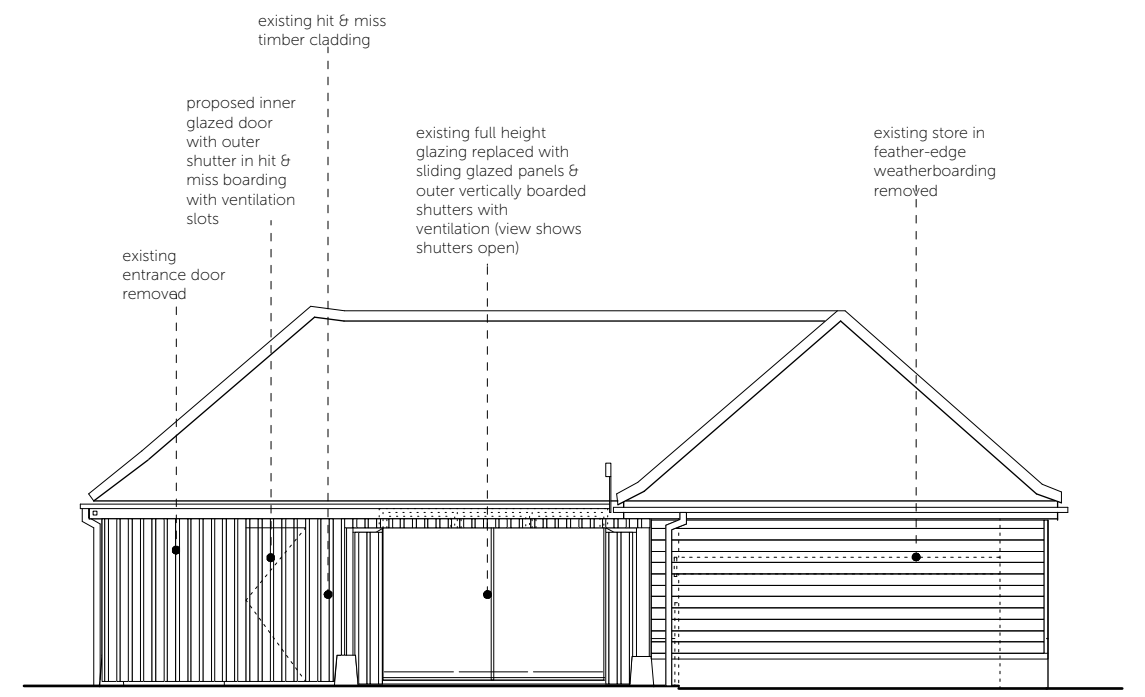 existing hit & miss
timber cladding
proposed inner
glazed door
with outer
shutter in hit &
miss boarding
with ventilation
slots
existing full height
glazing replaced with
sliding glazed panels &
outer vertically boarded
shutters with
ventilation (view shows
shutters open)
existing store in
feather-edge
weatherboarding
removed
existing
entrance door
removed